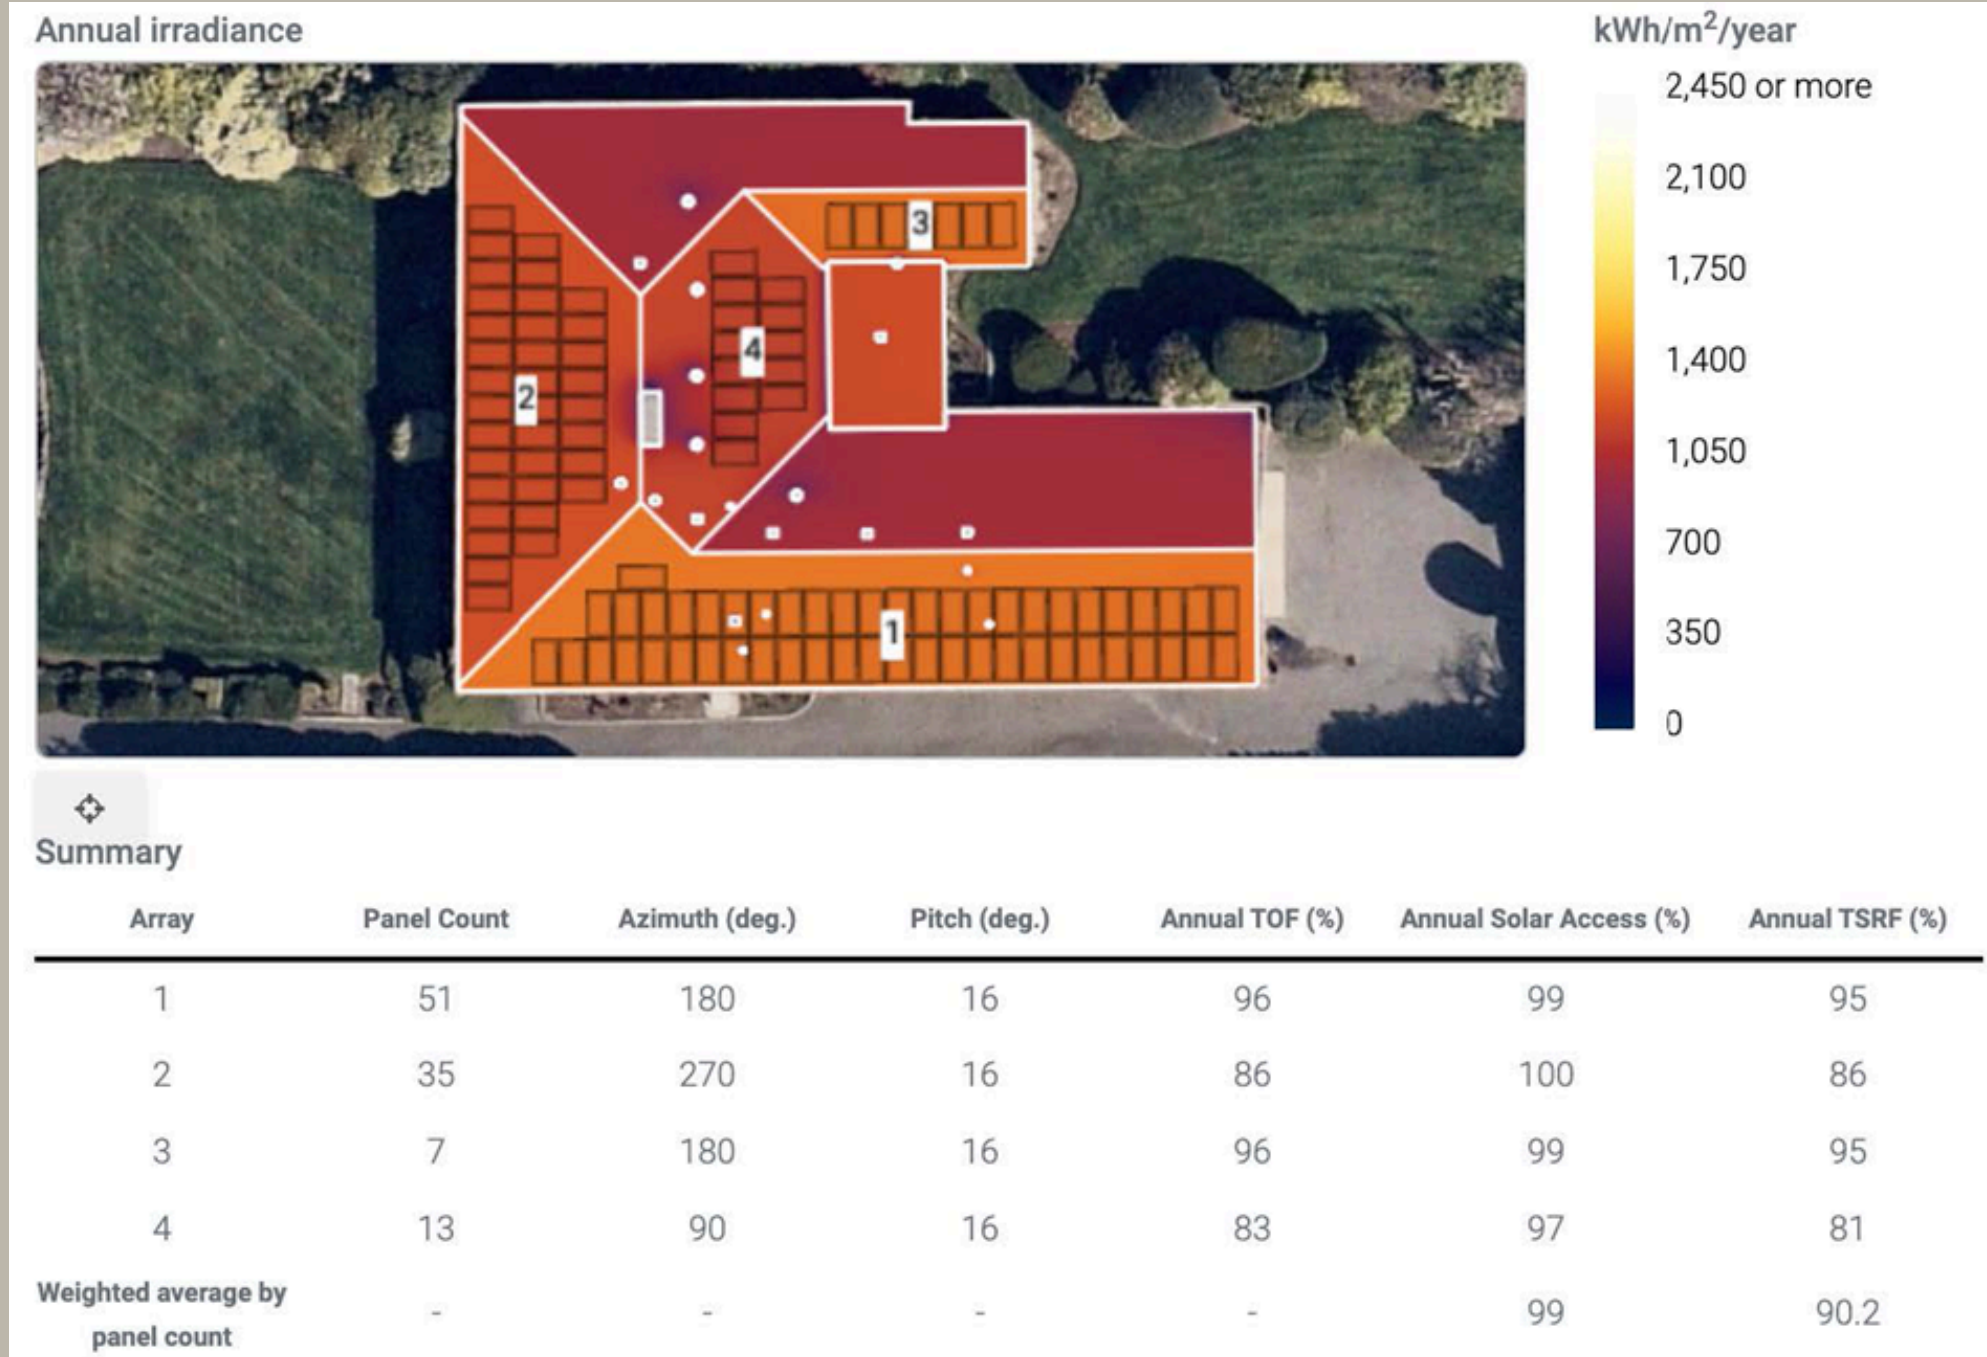 Annual irradiance
kWh/m²/year
2,450 or more
2,100
1,750
1,400
1,050
700
350
0
3
4
2
1
Summary
Array Panel Count Azimuth (deg.) Pitch (deg.) Annual TOF (%) Annual Solar Access (%) Annual TSRF (%)
1 51 180 16 96 99 95
2 35 270 16 86 100 86
3 7 180 16 96 99 95
4 13 90 16 83 97 81
Weighted average by
panel count - - - - 99 90.2